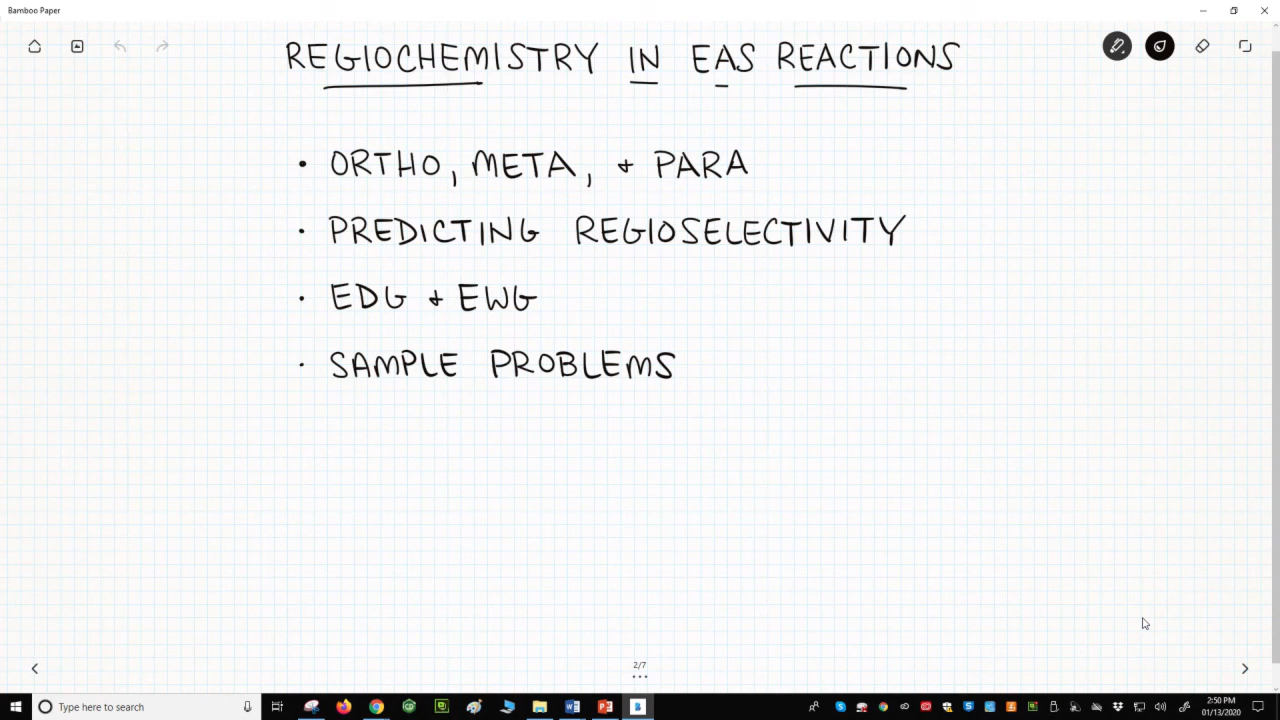 Bamboo Paper
REGIOCHEMISTRY IN EAS REACTIONS
• ORTHO, META, & PARA
• PREDICTING REGIOSELECTIVITY
• EDG & EWG
• SAMPLE PROBLEMS
2/7
Type here to search
2:50 PM
01/13/2020